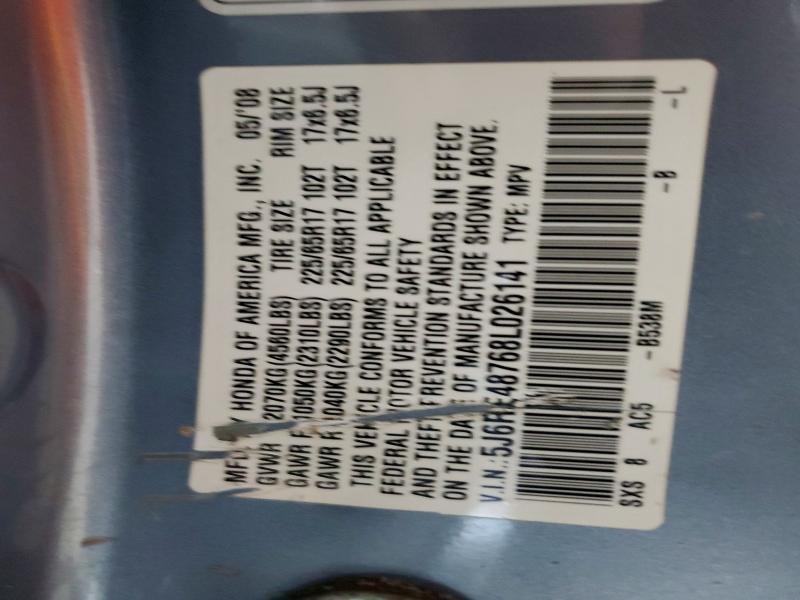 MFD. BY HONDA OF AMERICA MFG., INC. 05/'08
GVWR 2070KG(4560LBS) TIRE SIZE RIM SIZE
GAWR F 1050KG(2310LBS) 225/65R17 102T 17x6.5J
GAWR R 1040KG(2290LBS) 225/65R17 102T 17x6.5J
THIS VEHICLE CONFORMS TO ALL APPLICABLE
FEDERAL MOTOR VEHICLE SAFETY
AND THEFT PREVENTION STANDARDS IN EFFECT
ON THE DATE OF MANUFACTURE SHOWN ABOVE.
V.I.N.: TYPE: MPV
SXS 8 AC5 -B538M -B -L